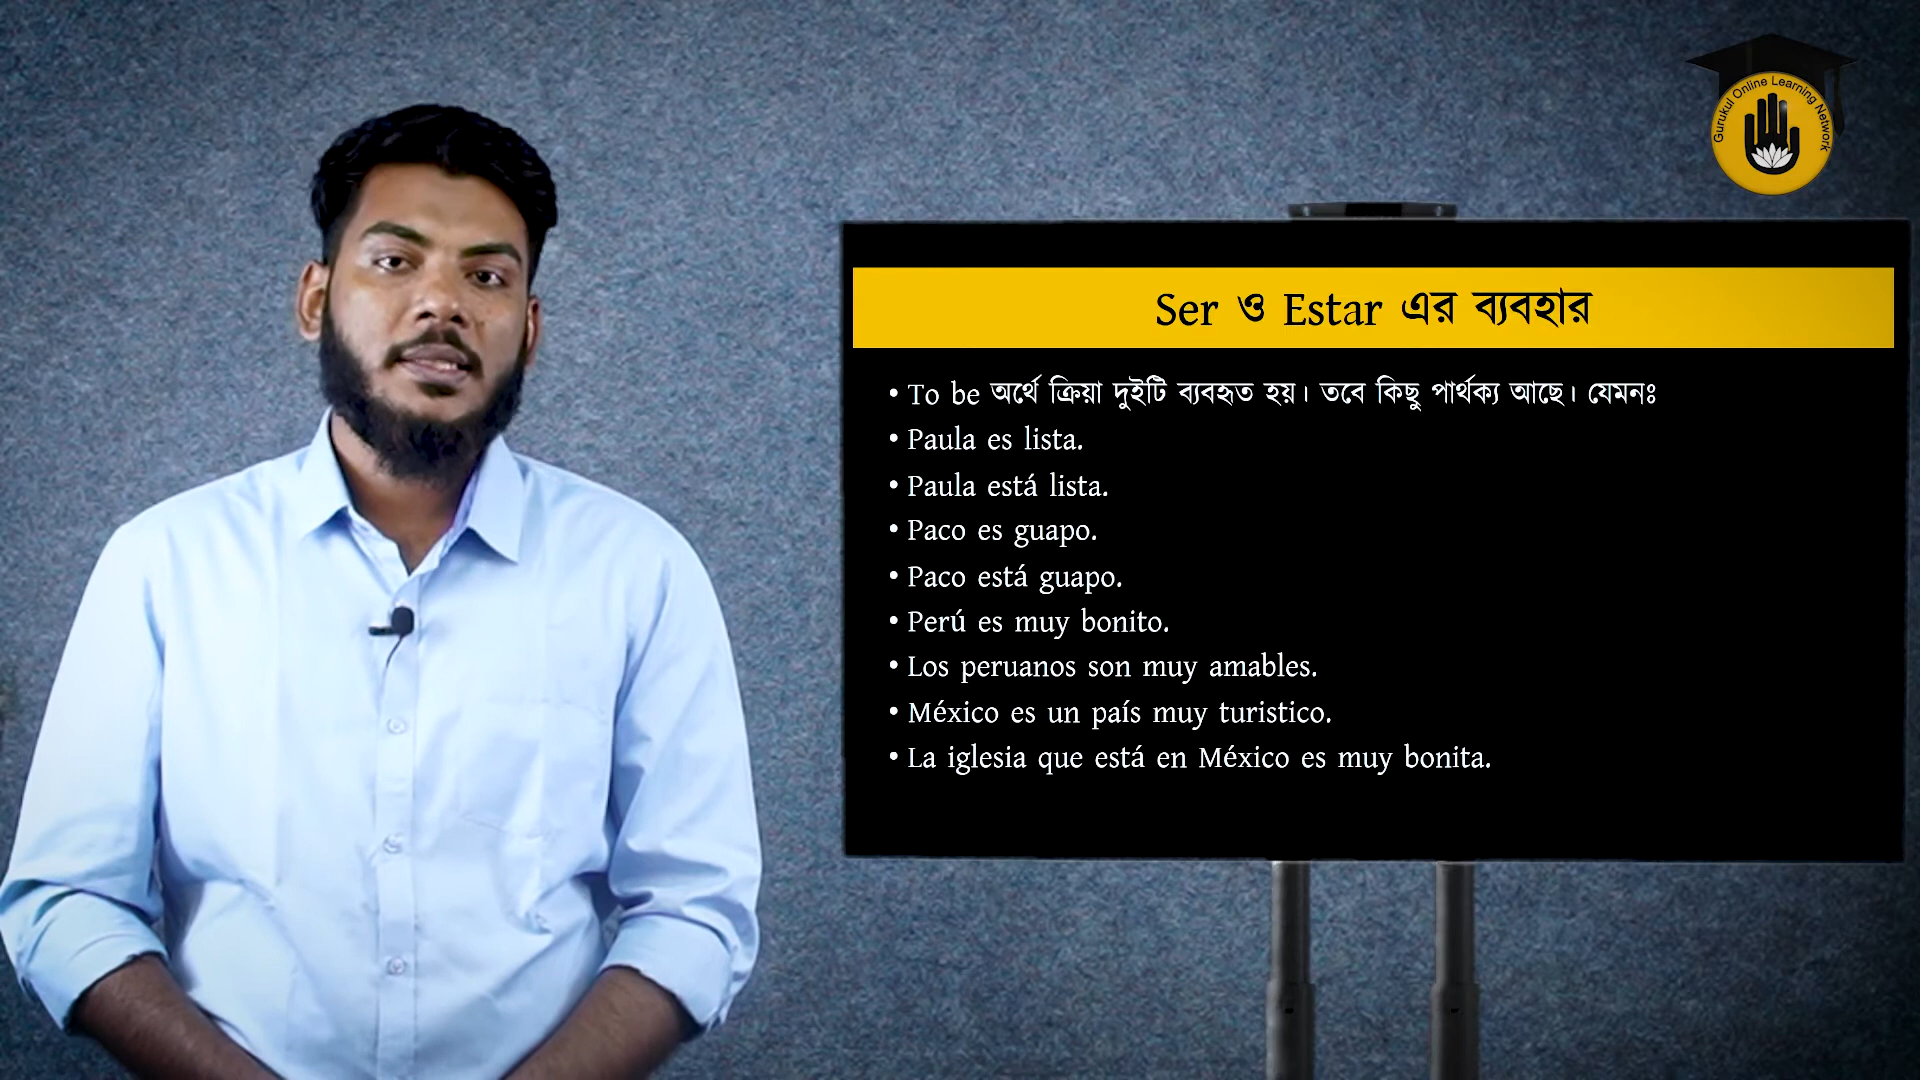 Gurukul Online Learning Network
Ser ও Estar এর ব্যবহার
• To be অর্থে ক্রিয়া দুইটি ব্যবহৃত হয়। তবে কিছু পার্থক্য আছে। যেমনঃ
• Paula es lista.
• Paula está lista.
• Paco es guapo.
• Paco está guapo.
• Perú es muy bonito.
• Los peruanos son muy amables.
• México es un país muy turistico.
• La iglesia que está en México es muy bonita.